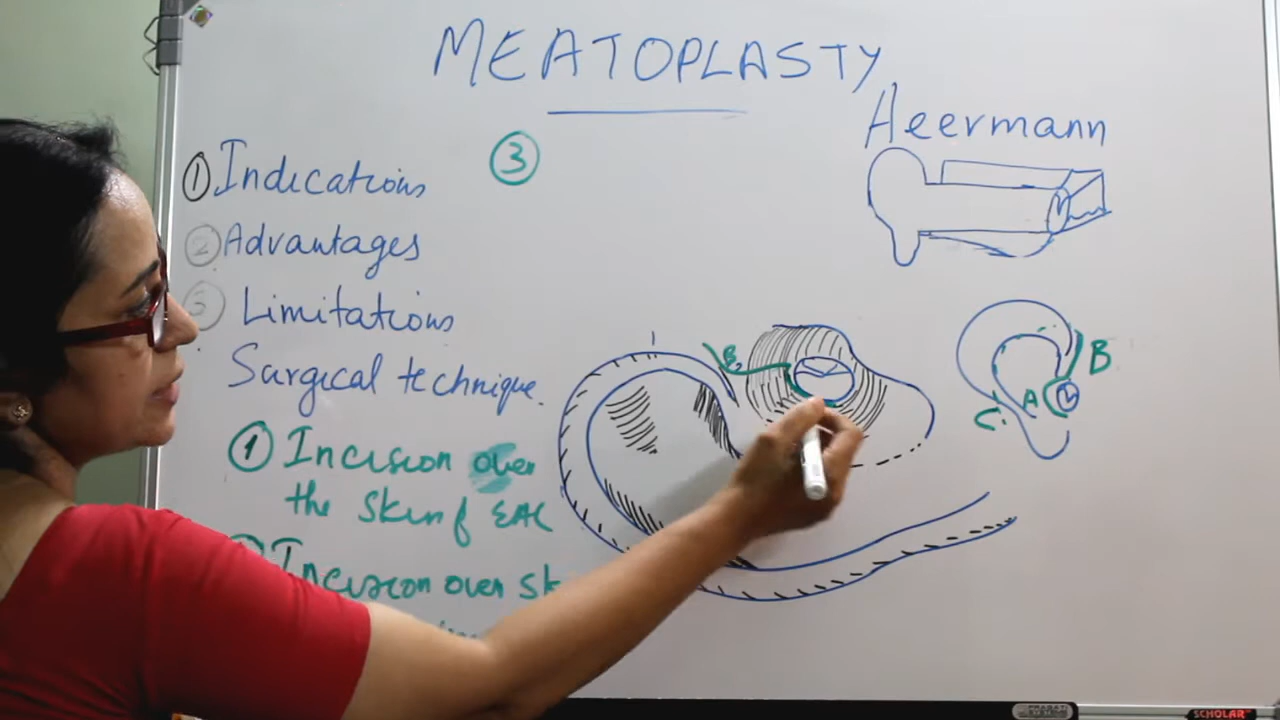 MEATOPLASTY
Heermann
① Indications
② Advantages
③ Limitations
Surgical technique.
① Incision over
the skin of EAC
Incision over sk
③
B
B
A
C
SCHOLAR